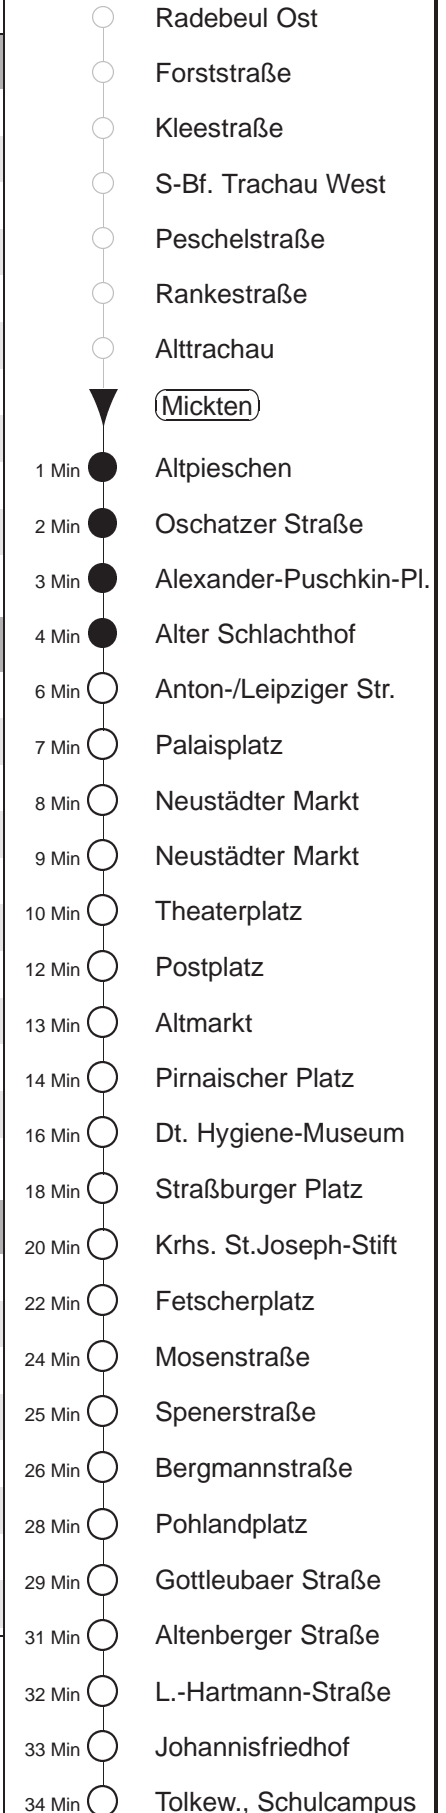 Radebeul Ost
Forststraße
Kleestraße
S-Bf. Trachau West
Peschelstraße
Rankestraße
Alttrachau
Mickten
1 Min Altpieschen
2 Min Oschatzer Straße
3 Min Alexander-Puschkin-Pl.
4 Min Alter Schlachthof
6 Min Anton-/Leipziger Str.
7 Min Palaisplatz
8 Min Neustädter Markt
9 Min Neustädter Markt
10 Min Theaterplatz
12 Min Postplatz
13 Min Altmarkt
14 Min Pirnaischer Platz
16 Min Dt. Hygiene-Museum
18 Min Straßburger Platz
20 Min Krhs. St.Joseph-Stift
22 Min Fetscherplatz
24 Min Mosenstraße
25 Min Spenerstraße
26 Min Bergmannstraße
28 Min Pohlandplatz
29 Min Gottleubaer Straße
31 Min Altenberger Straße
32 Min L.-Hartmann-Straße
33 Min Johannisfriedhof
34 Min Tolkew., Schulcampus